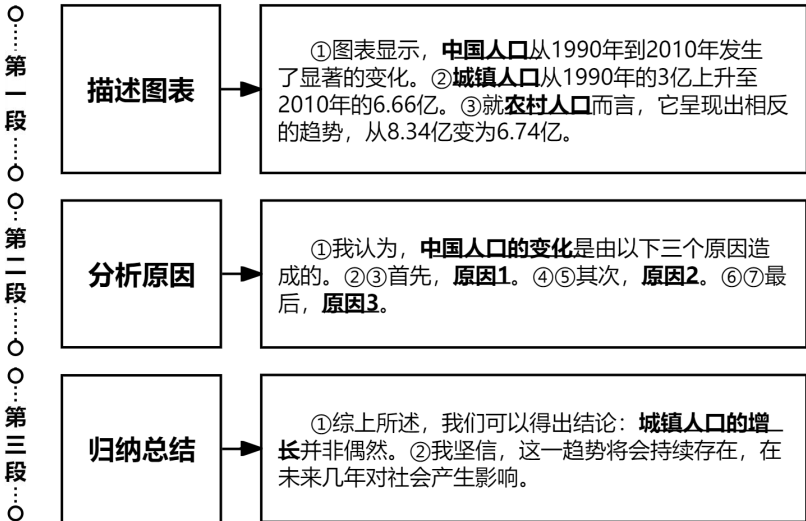 第一段
描述图表
①图表显示，中国人口从1990年到2010年发生
了显著的变化。②城镇人口从1990年的3亿上升至
2010年的6.66亿。③就农村人口而言，它呈现出相反
的趋势，从8.34亿变为6.74亿。
第二段
分析原因
①我认为，中国人口的变化是由以下三个原因造
成的。②③首先，原因1。④⑤其次，原因2。⑥⑦最
后，原因3。
第三段
归纳总结
①综上所述，我们可以得出结论：城镇人口的增
长并非偶然。②我坚信，这一趋势将会持续存在，在
未来几年对社会产生影响。